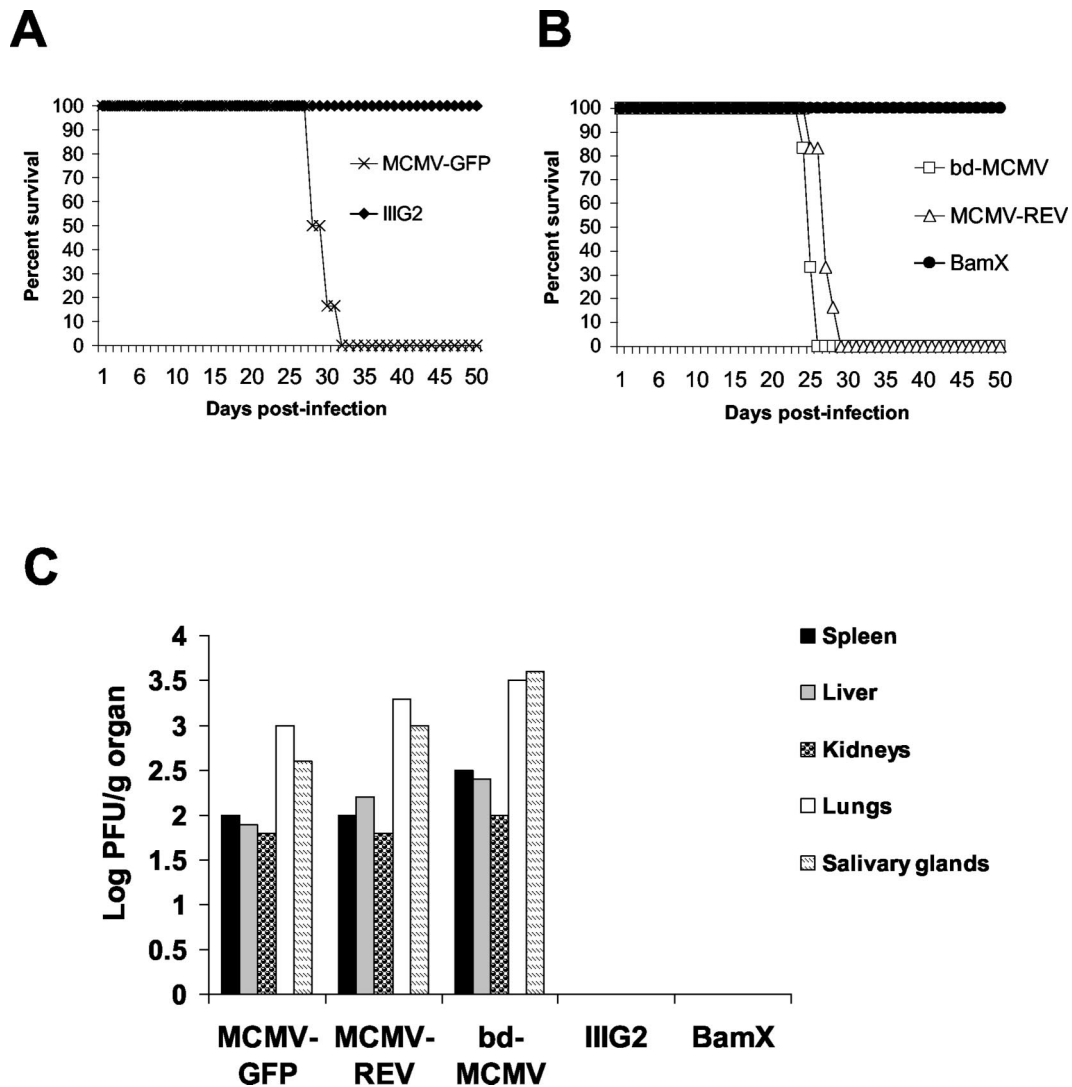 A
Percent survival
100
90
80
70
60
50
40
30
20
10
0
1 6 10 15 20 25 30 35 40 45 50
Days post-infection
MCMV-GFP
IIIG2
B
Percent survival
100
90
80
70
60
50
40
30
20
10
0
1 6 10 15 20 25 30 35 40 45 50
Days post-infection
bd-MCMV
MCMV-REV
BamX
C
Log PFU/g organ
4
3.5
3
2.5
2
1.5
1
0.5
0
MCMV-
GFP
MCMV-
REV
bd-
MCMV
IIIG2
BamX
Spleen
Liver
Kidneys
Lungs
Salivary glands